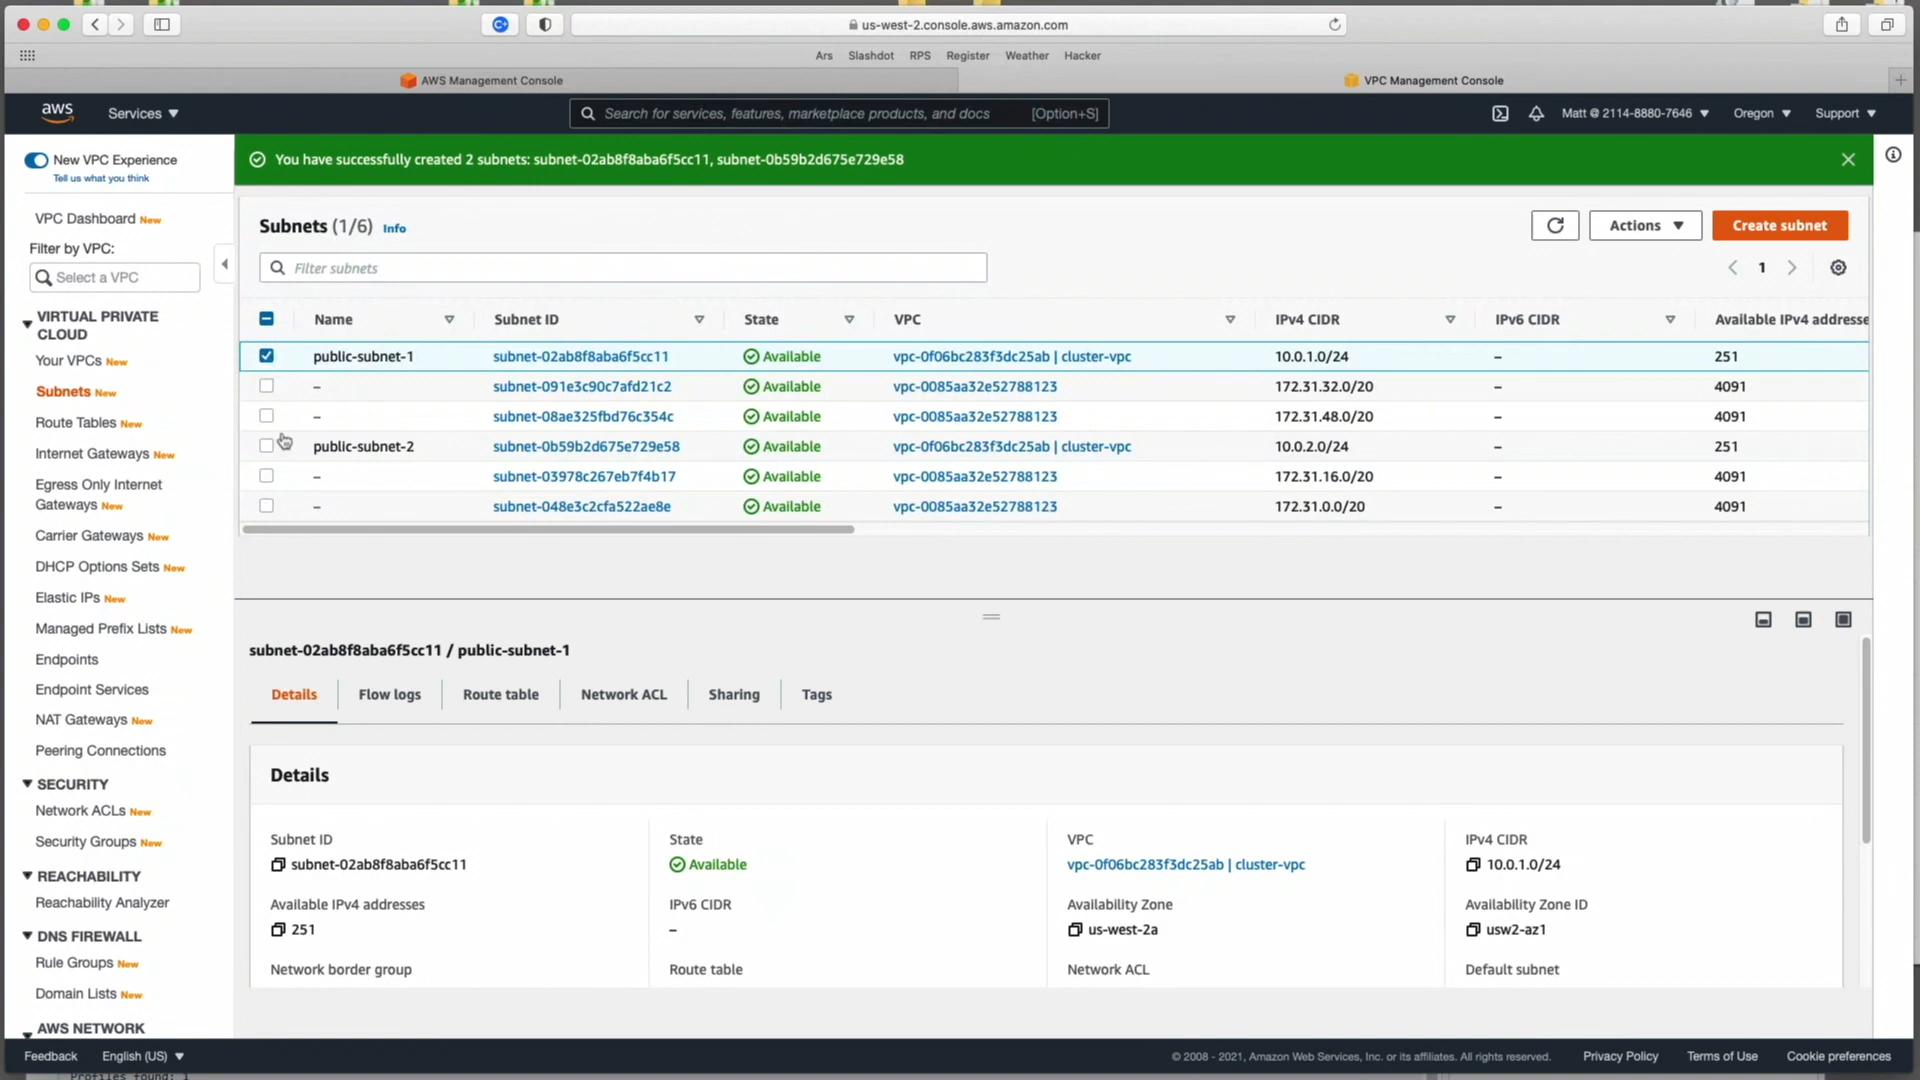 us-west-2.console.aws.amazon.com
Ars Slashdot RPS Register Weather Hacker
AWS Management Console
VPC Management Console
aws
Services
Search for services, features, marketplace products, and docs [Option+S]
Matt @ 2114-8880-7646
Oregon
Support
New VPC Experience
Tell us what you think
You have successfully created 2 subnets: subnet-02ab8f8aba6f5cc11, subnet-0b59b2d675e729e58
VPC Dashboard New
Filter by VPC:
Select a VPC
VIRTUAL PRIVATE
CLOUD
Your VPCs New
Subnets New
Route Tables New
Internet Gateways New
Egress Only Internet
Gateways New
Carrier Gateways New
DHCP Options Sets New
Elastic IPs New
Managed Prefix Lists New
Endpoints
Endpoint Services
NAT Gateways New
Peering Connections
SECURITY
Network ACLs New
Security Groups New
REACHABILITY
Reachability Analyzer
DNS FIREWALL
Rule Groups New
Domain Lists New
AWS NETWORK
Subnets (1/6) Info
Actions
Create subnet
Filter subnets
1
Name Subnet ID State VPC IPv4 CIDR IPv6 CIDR Available IPv4 addresse
public-subnet-1 subnet-02ab8f8aba6f5cc11 Available vpc-0f06bc283f3dc25ab | cluster-vpc 10.0.1.0/24 – 251
– subnet-091e3c90c7afd21c2 Available vpc-0085aa32e52788123 172.31.32.0/20 – 4091
– subnet-08ae325fbd76c354c Available vpc-0085aa32e52788123 172.31.48.0/20 – 4091
public-subnet-2 subnet-0b59b2d675e729e58 Available vpc-0f06bc283f3dc25ab | cluster-vpc 10.0.2.0/24 – 251
– subnet-03978c267eb7f4b17 Available vpc-0085aa32e52788123 172.31.16.0/20 – 4091
– subnet-048e3c2cfa522ae8e Available vpc-0085aa32e52788123 172.31.0.0/20 – 4091
subnet-02ab8f8aba6f5cc11 / public-subnet-1
Details Flow logs Route table Network ACL Sharing Tags
Details
Subnet ID State VPC IPv4 CIDR
subnet-02ab8f8aba6f5cc11 Available vpc-0f06bc283f3dc25ab | cluster-vpc 10.0.1.0/24
Available IPv4 addresses IPv6 CIDR Availability Zone Availability Zone ID
251 – us-west-2a usw2-az1
Network border group Route table Network ACL Default subnet
Feedback English (US)
© 2008 - 2021, Amazon Web Services, Inc. or its affiliates. All rights reserved. Privacy Policy Terms of Use Cookie preferences
Profiles found: 1